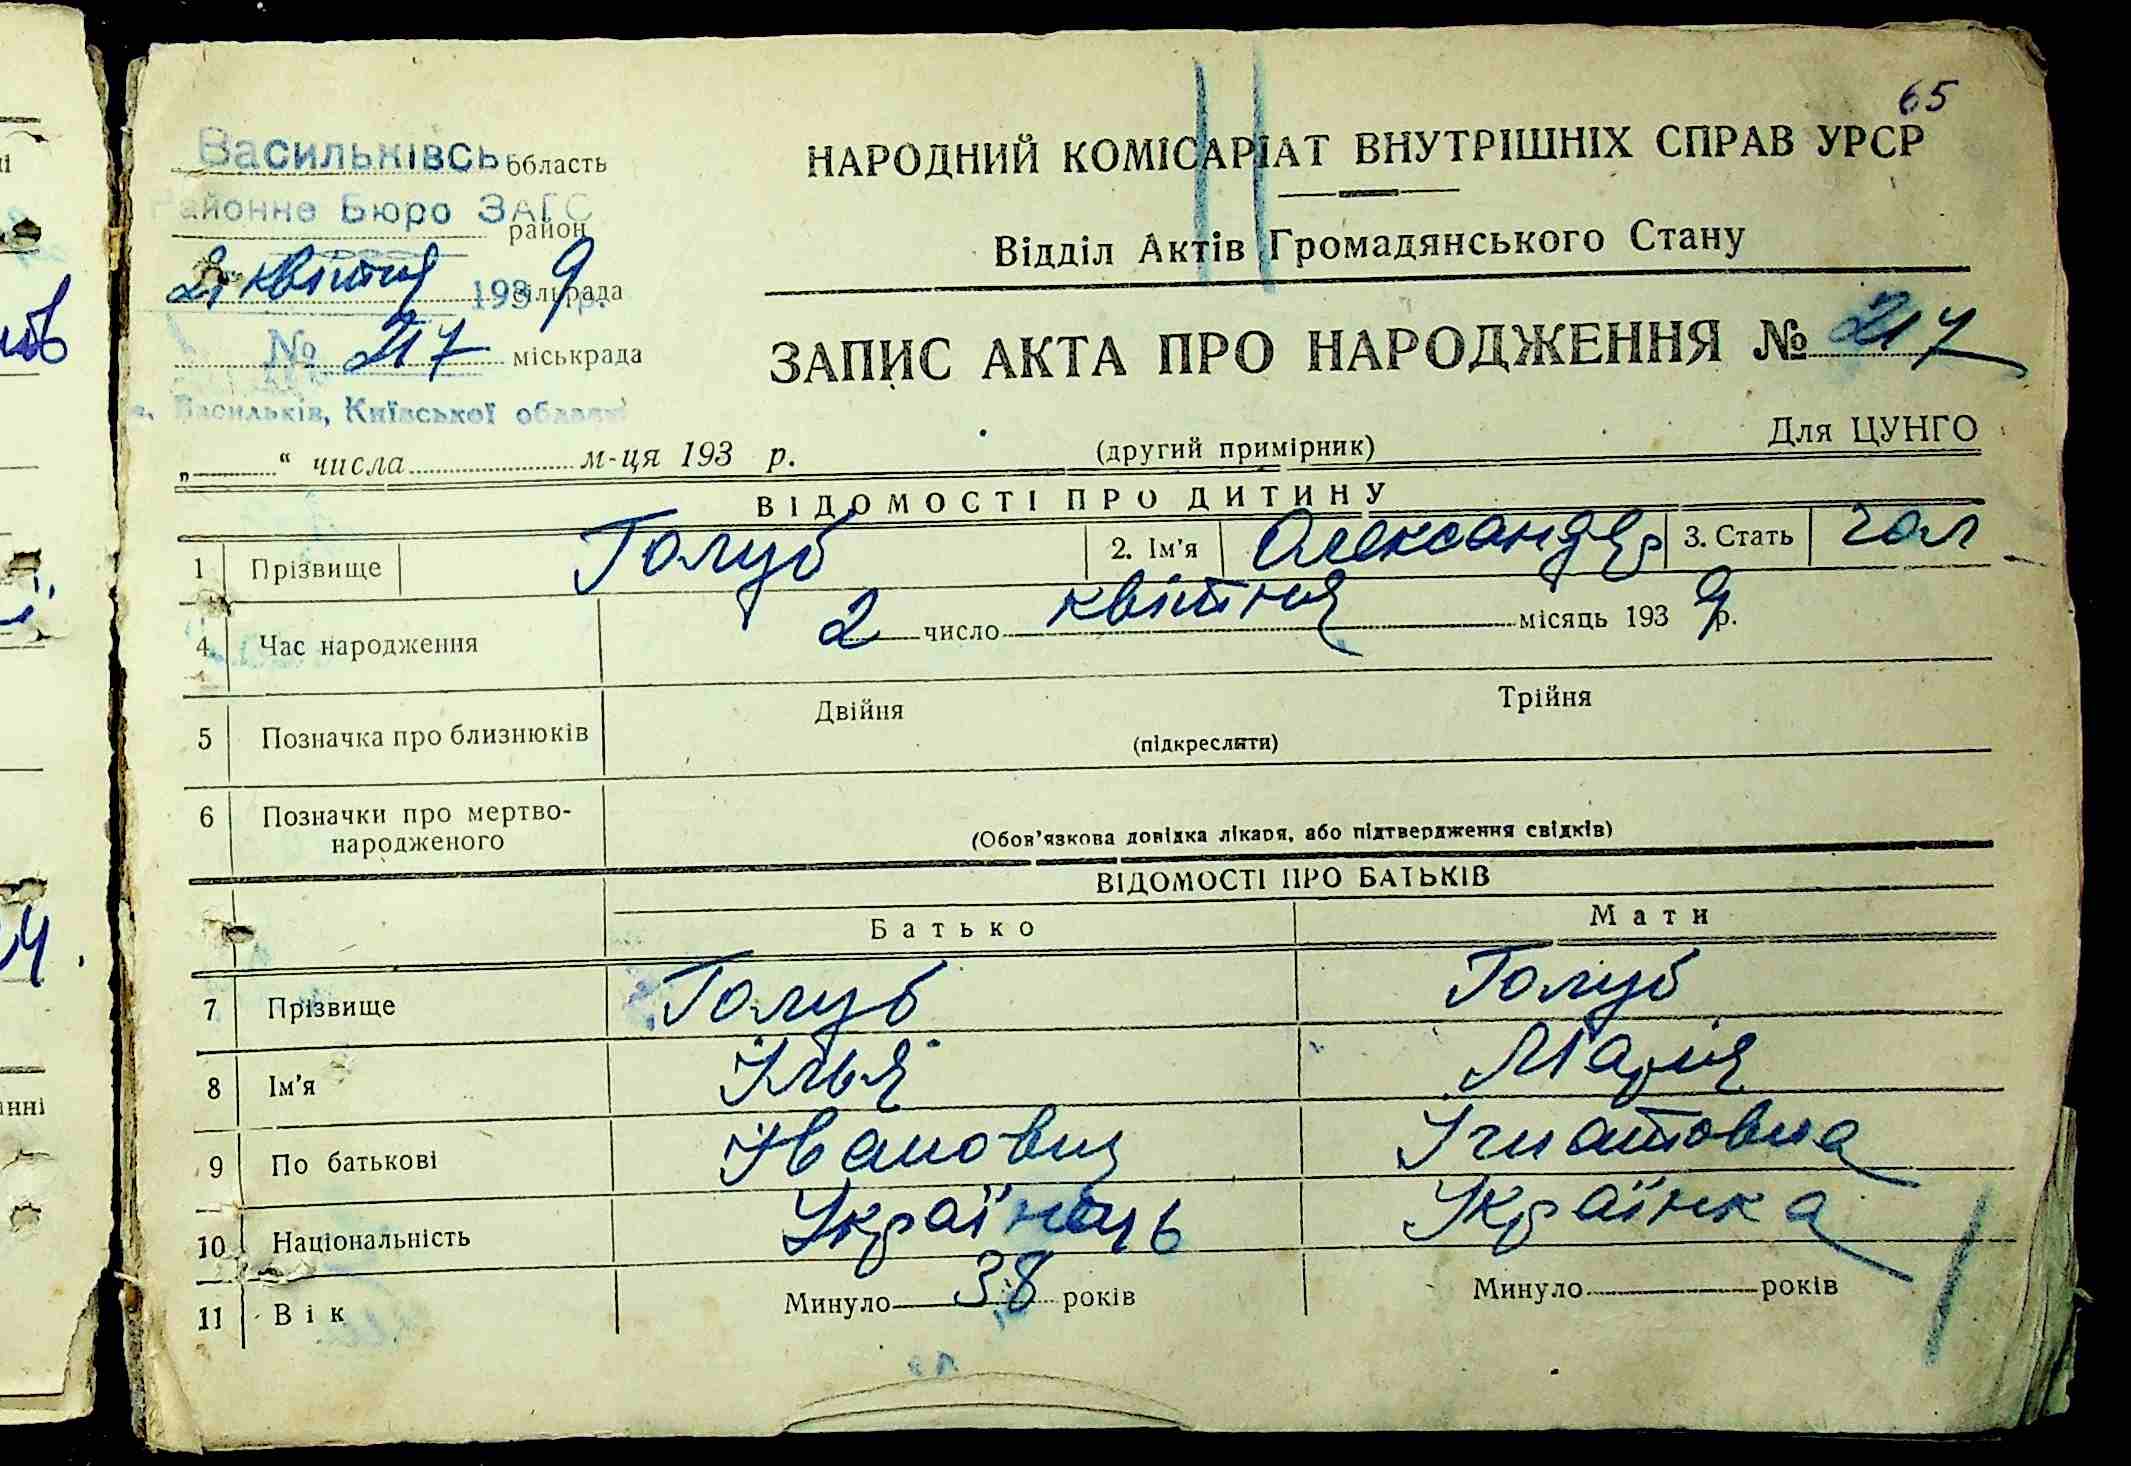 65
Васильківсь область
Районне Бюро ЗАГС
район
квітня 1939 р.
сільрада
№ 217 міськрада
м. Васильків, Київської області
НАРОДНИЙ КОМІСАРІАТ ВНУТРІШНІХ СПРАВ УРСР
Відділ Актів Громадянського Стану
ЗАПИС АКТА ПРО НАРОДЖЕННЯ № 217
„ “ числа м-ця 193 р. (другий примірник) Для ЦУНГО
ВІДОМОСТІ ПРО ДИТИНУ
1 Прізвище Голуб 2. Ім’я Олександер 3. Стать чол
4. Час народження 2 число квітня місяць 1939 р.
5 Позначка про близнюків Двійня Трійня
(підкреслити)
6 Позначки про мертво-
народженого
(Обов’язкова довідка лікаря, або підтвердження свідків)
ВІДОМОСТІ ПРО БАТЬКІВ
Батько Мати
7 Прізвище Голуб Голуб
8 Ім’я Ілья Марія
9 По батькові Іванович Ігнатовна
10 Національність Українець Українка
11 Вік Минуло 38 років Минуло років
анні